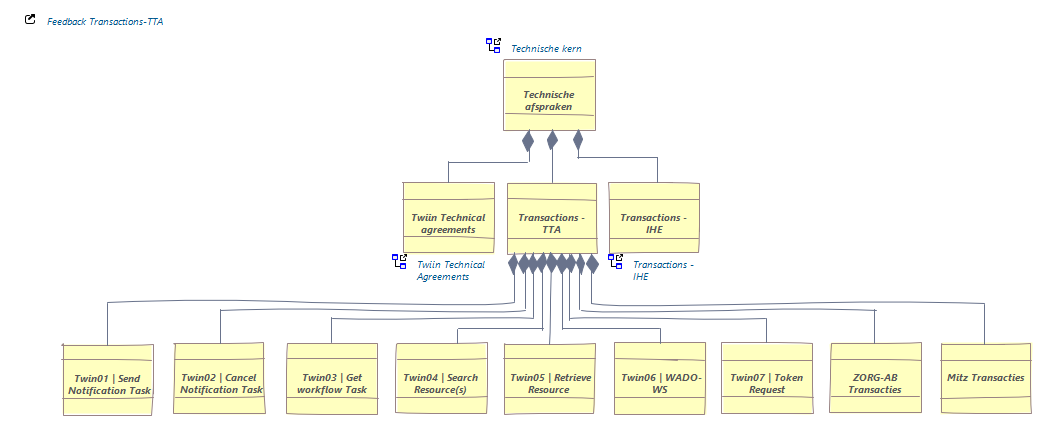 Feedback Transactions-TTA
Technische kern
Technische
afspraken
Twiin Technical
agreements
Transactions -
TTA
Transactions -
IHE
Twiin Technical
Agreements
Transactions -
IHE
Twin01 | Send
Notification Task
Twin02 | Cancel
Notification Task
Twin03 | Get
workflow Task
Twin04 | Search
Resource(s)
Twin05 | Retrieve
Resource
Twin06 | WADO-
WS
Twin07 | Token
Request
ZORG-AB
Transacties
Mitz Transacties